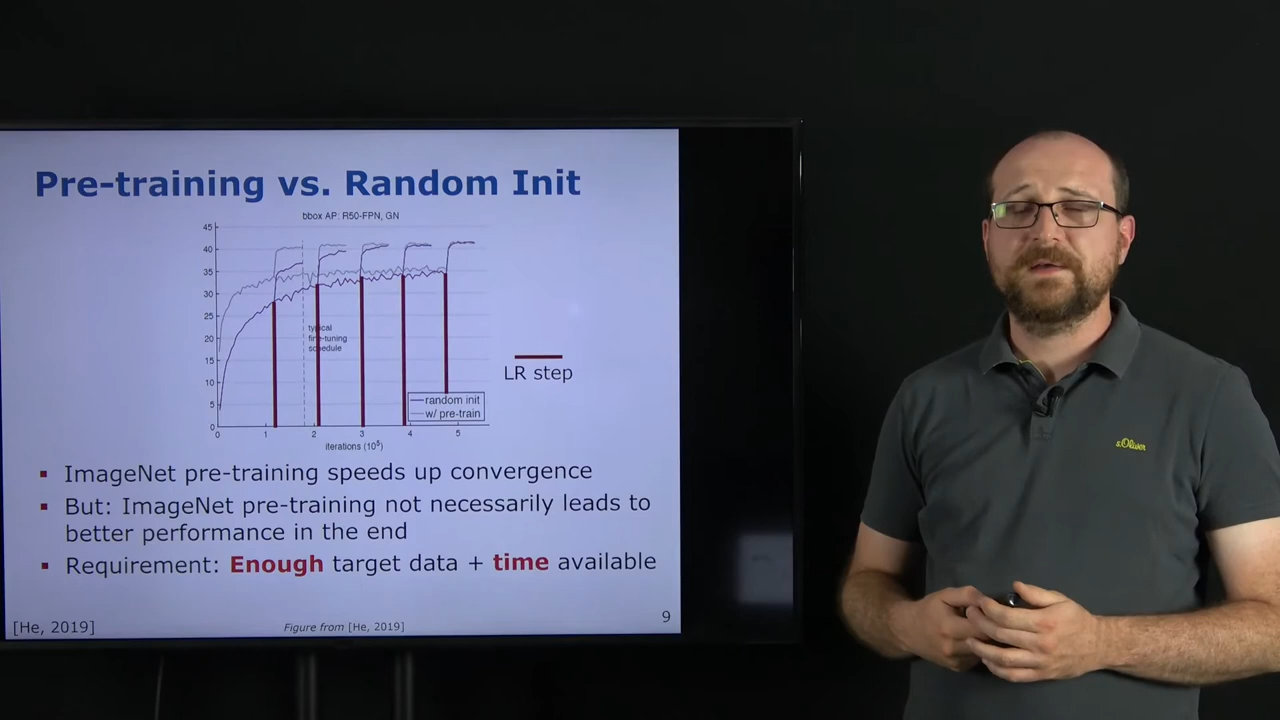 Pre-training vs. Random Init
bbox AP: R50-FPN, GN
45
40
35
30
25
20
15
10
5
0
typical
fine-tuning
schedule
random init
w/ pre-train
0 1 2 3 4 5
iterations (10⁵)
LR step
▪ ImageNet pre-training speeds up convergence
▪ But: ImageNet pre-training not necessarily leads to
better performance in the end
▪ Requirement: Enough target data + time available
[He, 2019]
Figure from [He, 2019]
9
s.Oliver